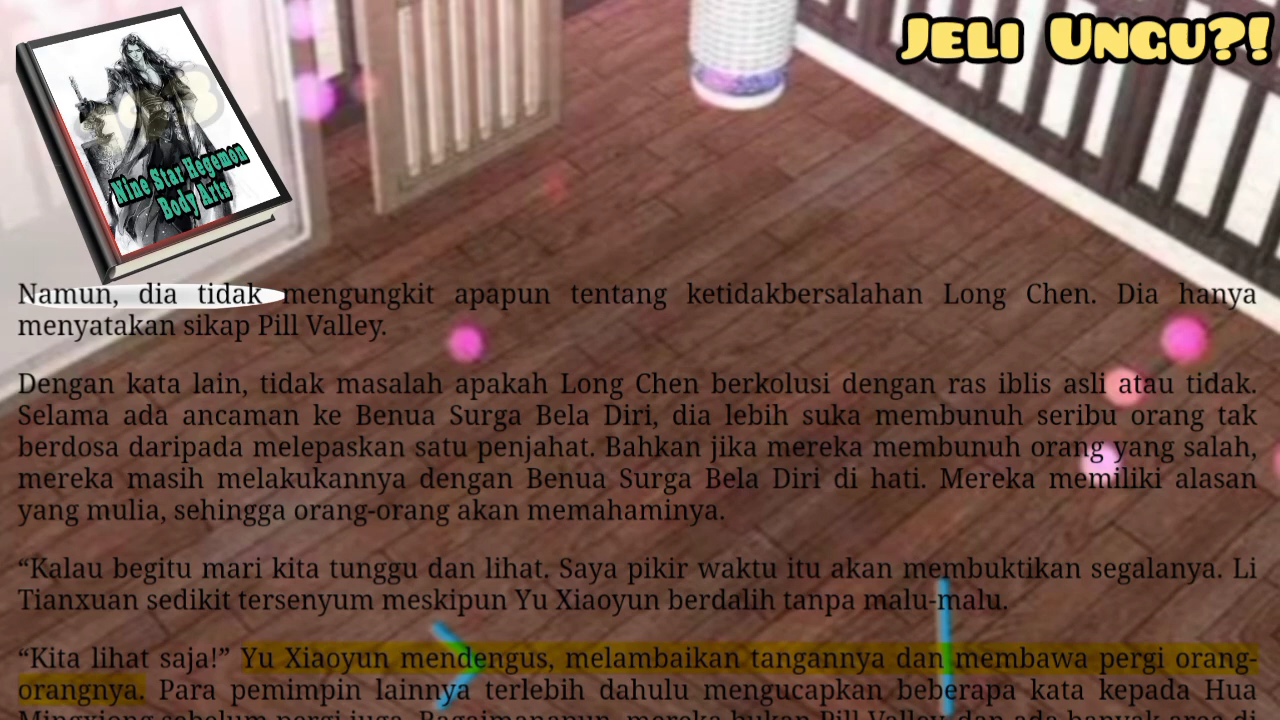 Jeli Ungu?!
Nine Star Hegemon
Body Arts
Namun, dia tidak mengungkit apapun tentang ketidakbersalahan Long Chen. Dia hanya
menyatakan sikap Pill Valley.
Dengan kata lain, tidak masalah apakah Long Chen berkolusi dengan ras iblis asli atau tidak.
Selama ada ancaman ke Benua Surga Bela Diri, dia lebih suka membunuh seribu orang tak
berdosa daripada melepaskan satu penjahat. Bahkan jika mereka membunuh orang yang salah,
mereka masih melakukannya dengan Benua Surga Bela Diri di hati. Mereka memiliki alasan
yang mulia, sehingga orang-orang akan memahaminya.
“Kalau begitu mari kita tunggu dan lihat. Saya pikir waktu itu akan membuktikan segalanya. Li
Tianxuan sedikit tersenyum meskipun Yu Xiaoyun berdalih tanpa malu-malu.
“Kita lihat saja!” Yu Xiaoyun mendengus, melambaikan tangannya dan membawa pergi orang-
orangnya. Para pemimpin lainnya terlebih dahulu mengucapkan beberapa kata kepada Hua